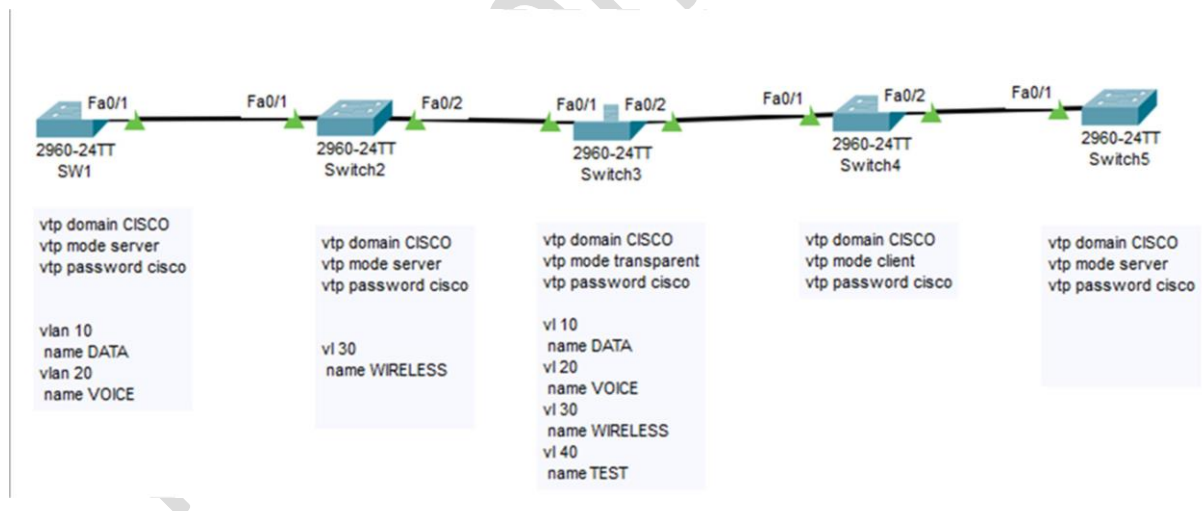 Fa0/1
Fa0/1
Fa0/2
Fa0/1
Fa0/2
Fa0/1
Fa0/2
Fa0/1
2960-24TT
SW1
2960-24TT
Switch2
2960-24TT
Switch3
2960-24TT
Switch4
2960-24TT
Switch5
vtp domain CISCO
vtp mode server
vtp password cisco
vlan 10
name DATA
vlan 20
name VOICE
vtp domain CISCO
vtp mode server
vtp password cisco
vl 30
name WIRELESS
vtp domain CISCO
vtp mode transparent
vtp password cisco
vl 10
name DATA
vl 20
name VOICE
vl 30
name WIRELESS
vl 40
name TEST
vtp domain CISCO
vtp mode client
vtp password cisco
vtp domain CISCO
vtp mode server
vtp password cisco